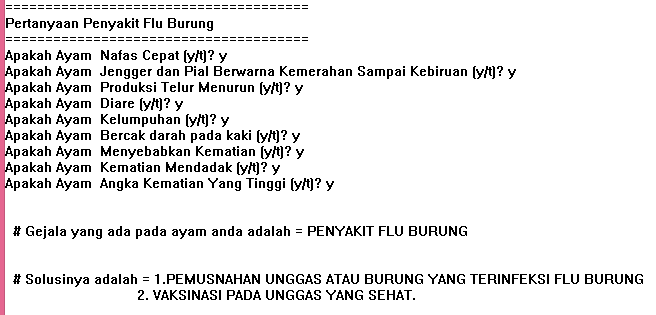 ======================================
Pertanyaan Penyakit Flu Burung
======================================
Apakah Ayam  Nafas Cepat (y/t)? y
Apakah Ayam  Jengger dan Pial Berwarna Kemerahan Sampai Kebiruan (y/t)? y
Apakah Ayam  Produksi Telur Menurun (y/t)? y
Apakah Ayam  Diare (y/t)? y
Apakah Ayam  Kelumpuhan (y/t)? y
Apakah Ayam  Bercak darah pada kaki (y/t)? y
Apakah Ayam  Menyebabkan Kematian (y/t)? y
Apakah Ayam  Kematian Mendadak (y/t)? y
Apakah Ayam  Angka Kematian Yang Tinggi (y/t)? y
# Gejala yang ada pada ayam anda adalah = PENYAKIT FLU BURUNG
# Solusinya adalah = 1.PEMUSNAHAN UNGGAS ATAU BURUNG YANG TERINFEKSI FLU BURUNG
2. VAKSINASI PADA UNGGAS YANG SEHAT.